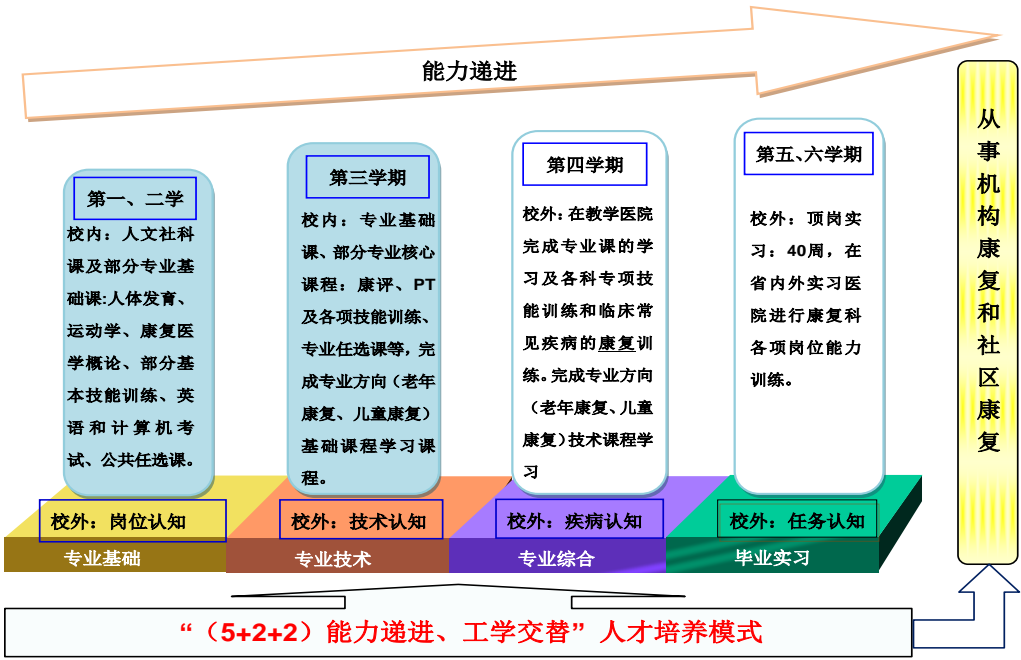 能力递进
第一、二学
校内：人文社科
课及部分专业基
础课:人体发育、
运动学、康复医
学概论、部分基
本技能训练、英
语和计算机考
试、公共任选课。
第三学期
校内：专业基础
课、部分专业核心
课程：康评、PT
及各项技能训练、
专业任选课等，完
成专业方向（老年
康复、儿童康复）
基础课程学习课
程。
第四学期
校外：在教学医院
完成专业课的学
习及各科专项技
能训练和临床常
见疾病的康复训
练。完成专业方向
（老年康复、儿童
康复）技术课程学
习
第五、六学期
校外：顶岗实
习：40周，在
省内外实习医
院进行康复科
各项岗位能力
训练。
从事机构康复和社区康复
校外：岗位认知
校外：技术认知
校外：疾病认知
校外：任务认知
专业基础
专业技术
专业综合
毕业实习
“（5+2+2）能力递进、工学交替”人才培养模式